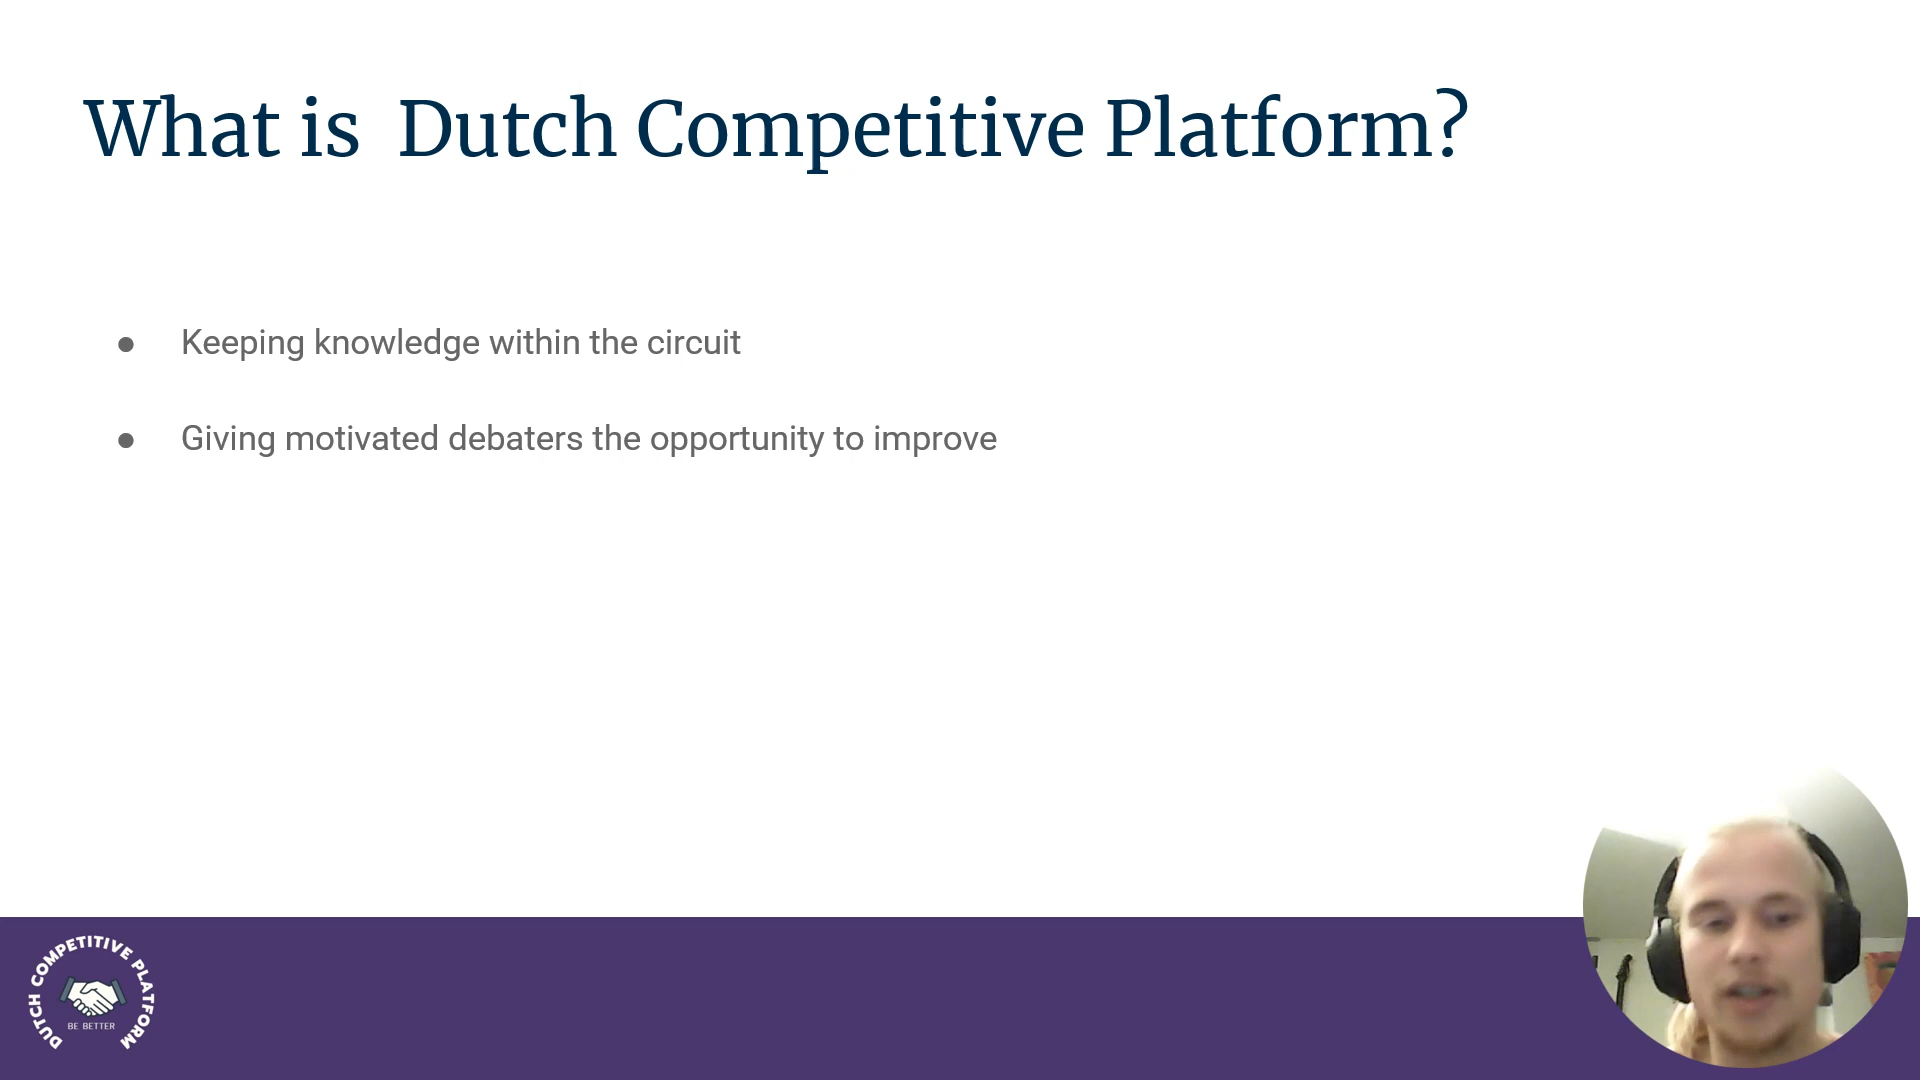 What is  Dutch Competitive Platform?
● Keeping knowledge within the circuit
● Giving motivated debaters the opportunity to improve
DUTCH COMPETITIVE PLATFORM
BE BETTER